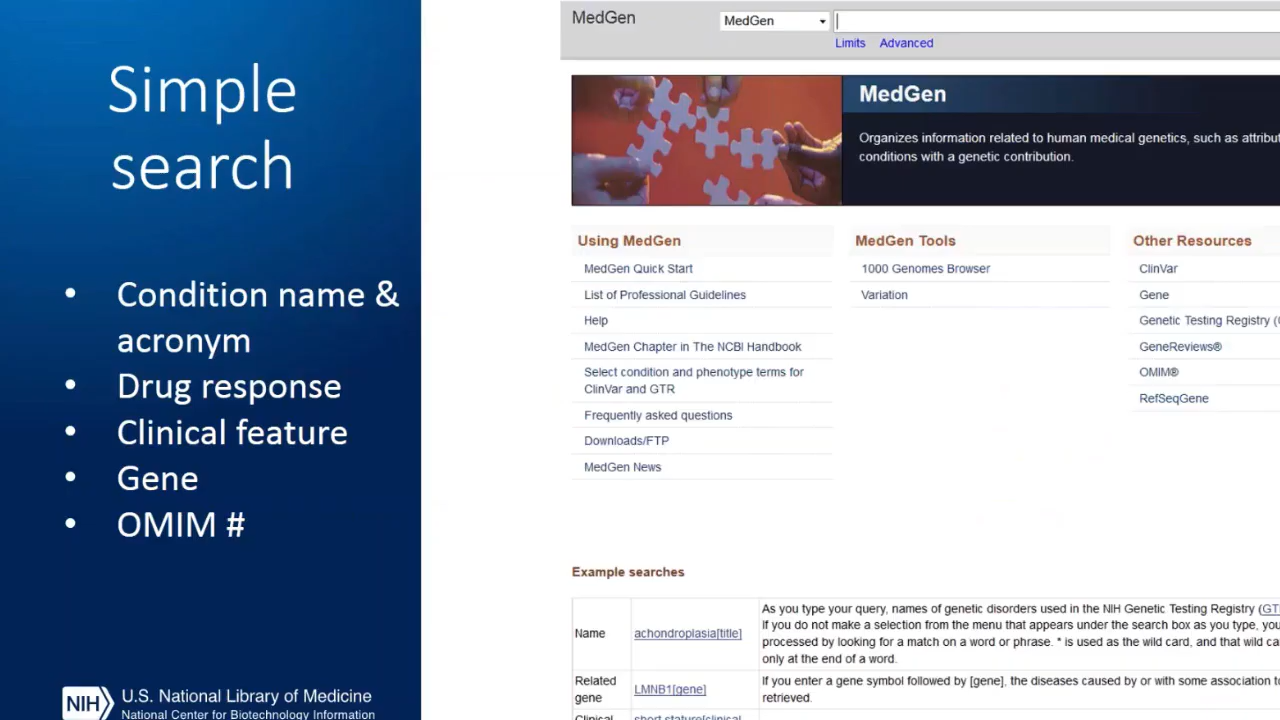 Simple
search
• Condition name &
acronym
• Drug response
• Clinical feature
• Gene
• OMIM #
NIH U.S. National Library of Medicine
National Center for Biotechnology Information
MedGen
MedGen
Limits Advanced
MedGen
Organizes information related to human medical genetics, such as attribu
conditions with a genetic contribution.
Using MedGen
MedGen Quick Start
List of Professional Guidelines
Help
MedGen Chapter in The NCBI Handbook
Select condition and phenotype terms for
ClinVar and GTR
Frequently asked questions
Downloads/FTP
MedGen News
MedGen Tools
1000 Genomes Browser
Variation
Other Resources
ClinVar
Gene
Genetic Testing Registry (
GeneReviews®
OMIM®
RefSeqGene
Example searches
Name
achondroplasia[title]
As you type your query, names of genetic disorders used in the NIH Genetic Testing Registry (GT
If you do not make a selection from the menu that appears under the search box as you type, you
processed by looking for a match on a word or phrase. * is used as the wild card, and that wild ca
only at the end of a word.
Related
gene
LMNB1[gene]
If you enter a gene symbol followed by [gene], the diseases caused by or with some association to
retrieved.
Clinical
short stature[clinical